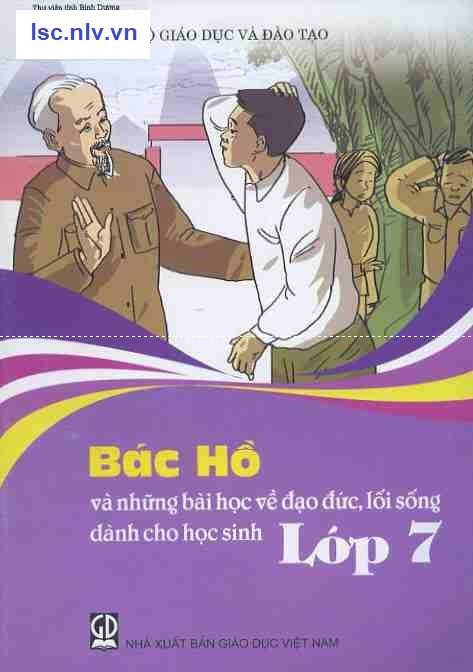 Thư viện tỉnh Bình Dương
lsc.nlv.vn
BỘ GIÁO DỤC VÀ ĐÀO TẠO
Bác Hồ
và những bài học về đạo đức, lối sống
dành cho học sinh Lớp 7
GD
NHÀ XUẤT BẢN GIÁO DỤC VIỆT NAM